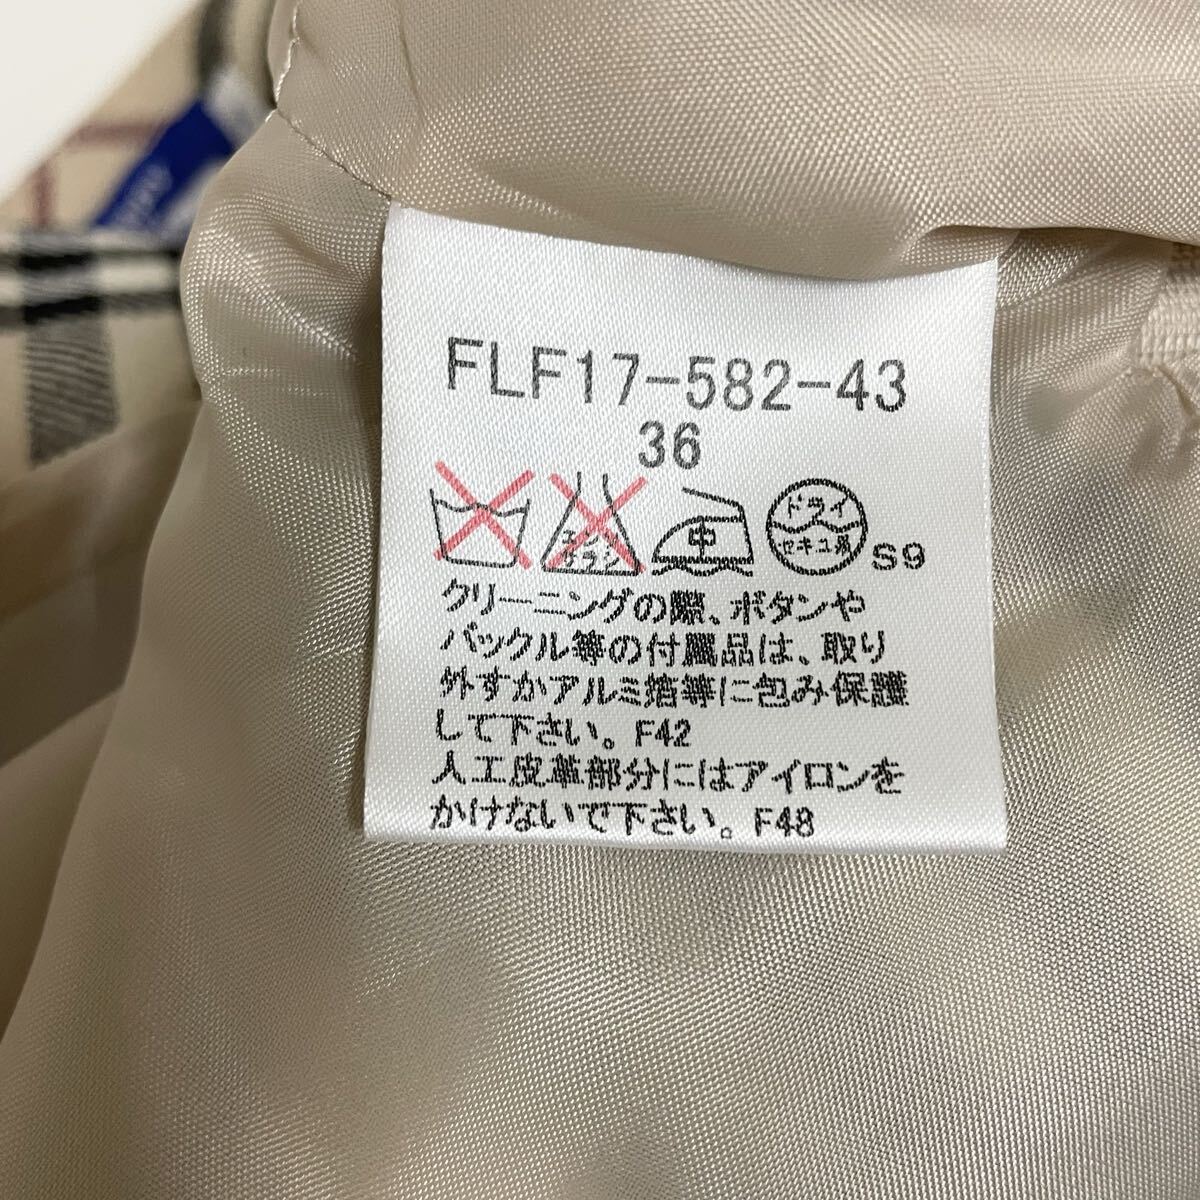 FLF17-582-43
36
エンソ
サラシ
中
ドライ
セキユ系
S9
クリーニングの際、ボタンや
バックル等の付属品は、取り
外すかアルミ箔等に包み保護
して下さい。F42
人工皮革部分にはアイロンを
かけないで下さい。F48